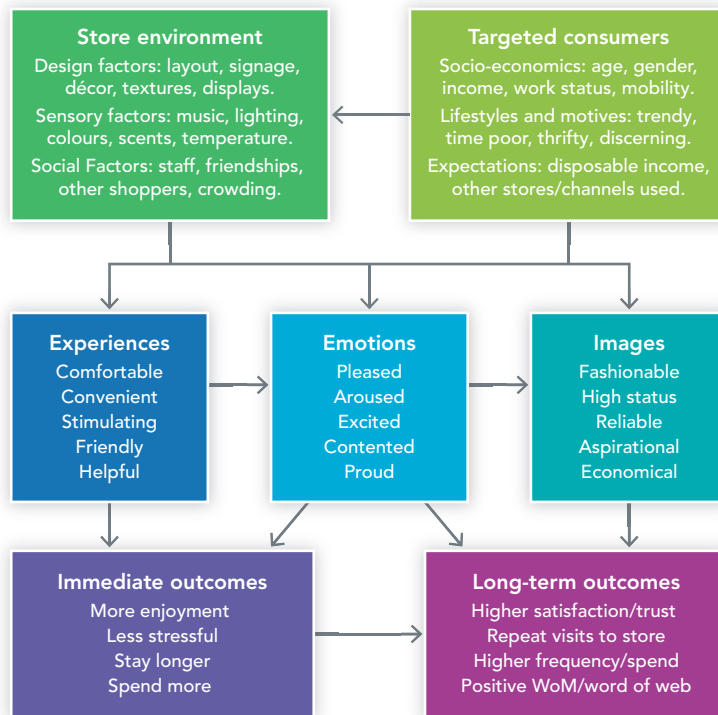 Store environment
Design factors: layout, signage,
décor, textures, displays.
Sensory factors: music, lighting,
colours, scents, temperature.
Social Factors: staff, friendships,
other shoppers, crowding.
Targeted consumers
Socio-economics: age, gender,
income, work status, mobility.
Lifestyles and motives: trendy,
time poor, thrifty, discerning.
Expectations: disposable income,
other stores/channels used.
Experiences
Comfortable
Convenient
Stimulating
Friendly
Helpful
Emotions
Pleased
Aroused
Excited
Contented
Proud
Images
Fashionable
High status
Reliable
Aspirational
Economical
Immediate outcomes
More enjoyment
Less stressful
Stay longer
Spend more
Long-term outcomes
Higher satisfaction/trust
Repeat visits to store
Higher frequency/spend
Positive WoM/word of web